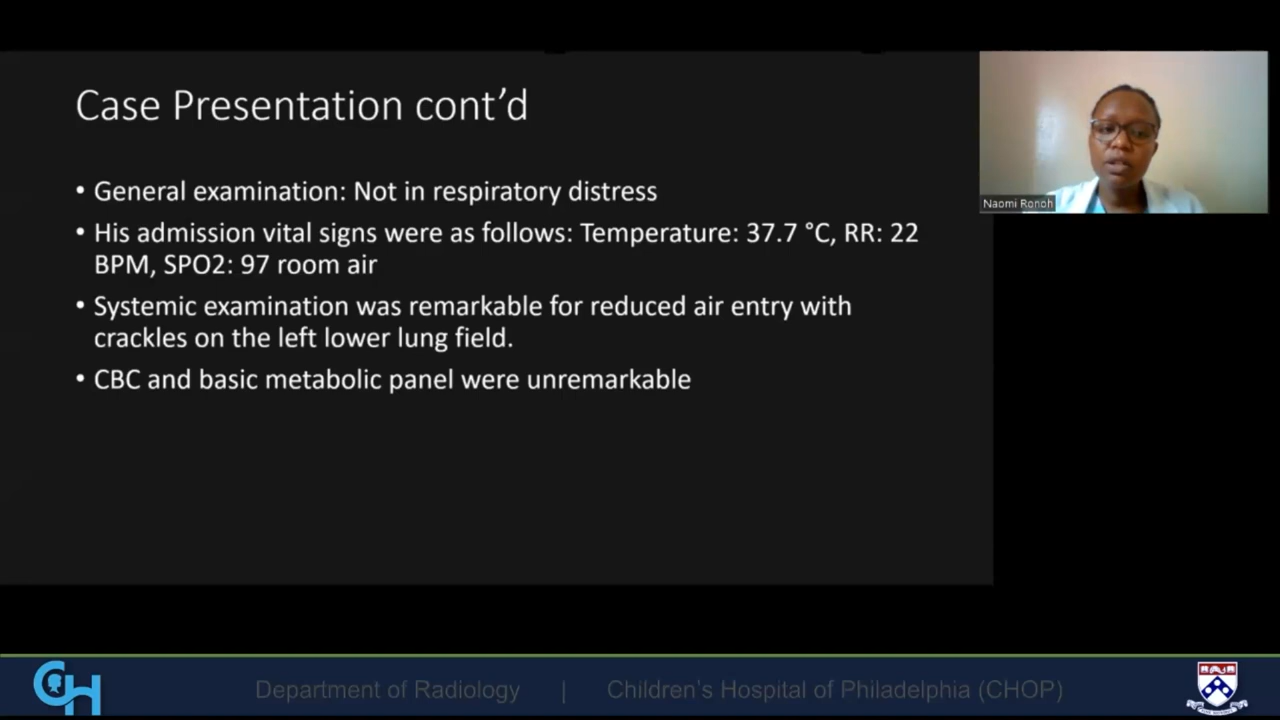 Case Presentation cont’d
• General examination: Not in respiratory distress
• His admission vital signs were as follows: Temperature: 37.7 °C, RR: 22
BPM, SPO2: 97 room air
• Systemic examination was remarkable for reduced air entry with
crackles on the left lower lung field.
• CBC and basic metabolic panel were unremarkable
Naomi Ronoh
CH
Department of Radiology | Children’s Hospital of Philadelphia (CHOP)